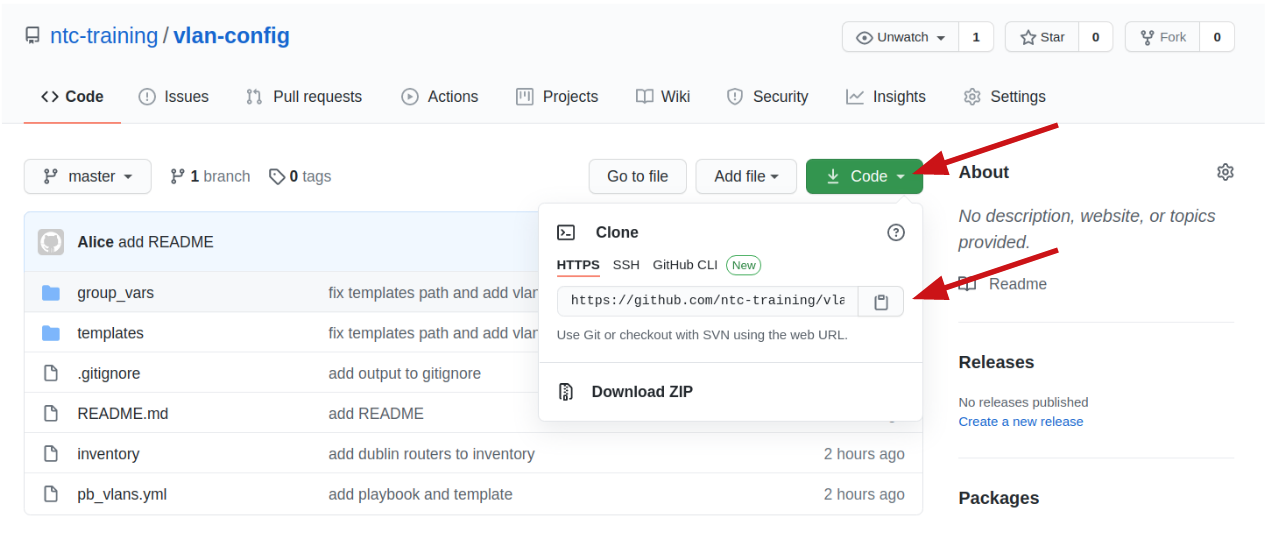 ntc-training / vlan-config
Unwatch 1
Star 0
Fork 0
Code Issues Pull requests Actions Projects Wiki Security Insights Settings
master 1 branch 0 tags Go to file Add file Code
Alice add README
group_vars fix templates path and add vlan
templates fix templates path and add vlan
.gitignore add output to gitignore
README.md add README
inventory add dublin routers to inventory 2 hours ago
pb_vlans.yml add playbook and template 2 hours ago
Clone
HTTPS SSH GitHub CLI New
https://github.com/ntc-training/vla
Use Git or checkout with SVN using the web URL.
Download ZIP
About
No description, website, or topics
provided.
Readme
Releases
No releases published
Create a new release
Packages